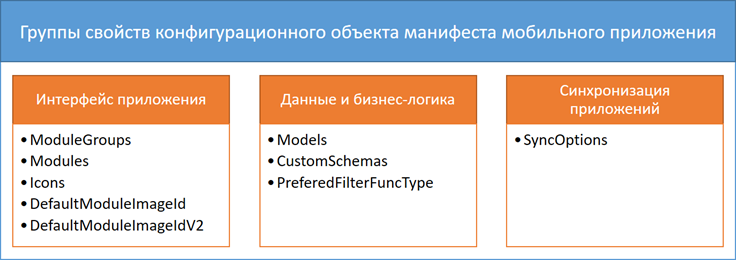 Группы свойств конфигурационного объекта манифеста мобильного приложения
Интерфейс приложения
• ModuleGroups
• Modules
• Icons
• DefaultModuleImageId
• DefaultModuleImageIdV2
Данные и бизнес-логика
• Models
• CustomSchemas
• PreferedFilterFuncType
Синхронизация
приложений
• SyncOptions